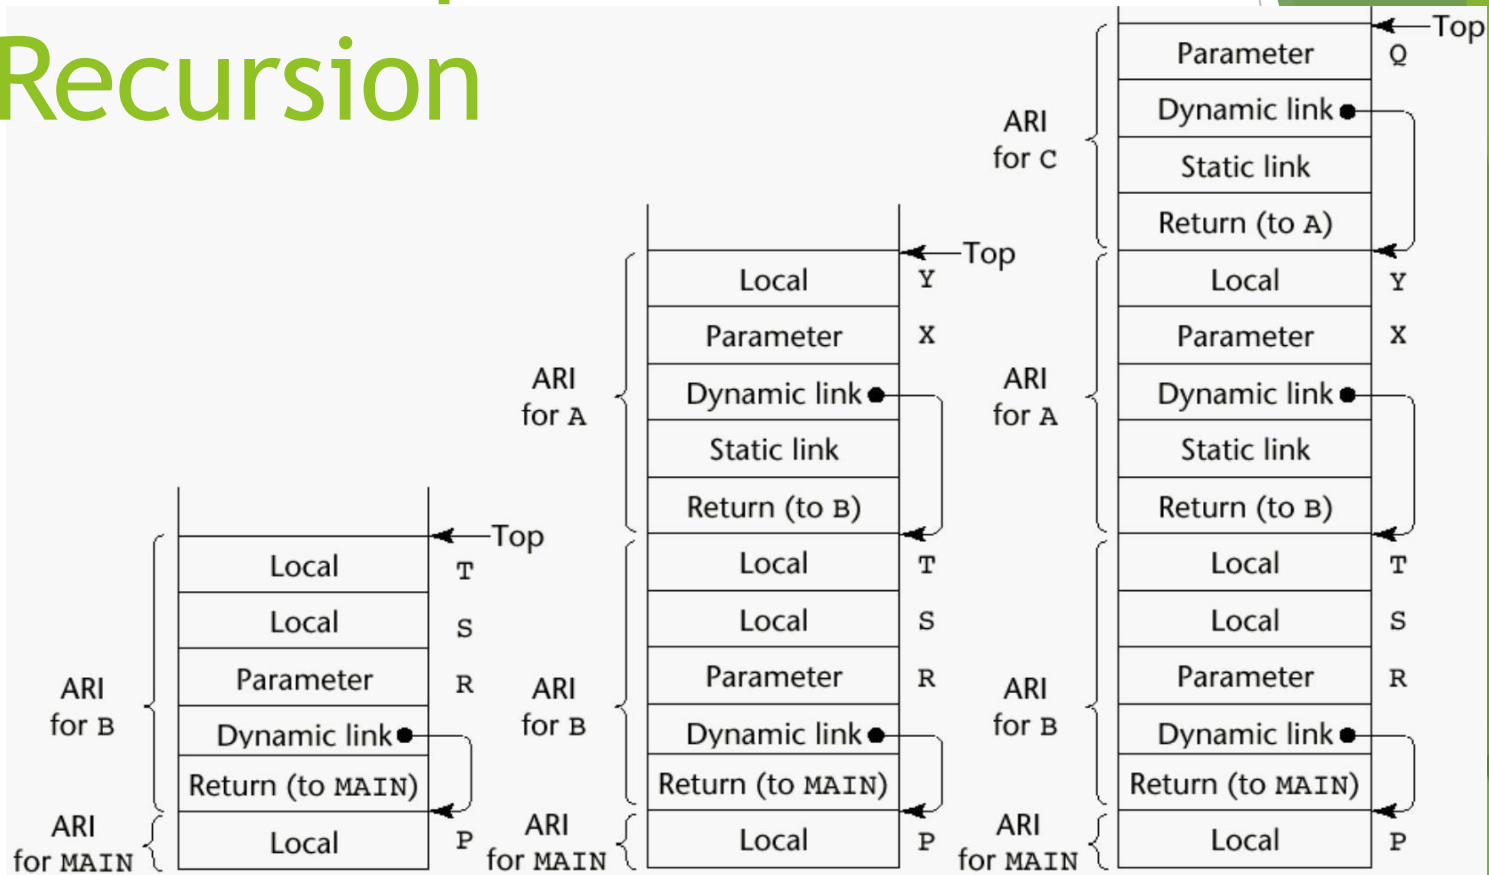 Recursion
Top
Local T
Local S
Parameter R
Dynamic link
Return (to MAIN)
Local P
ARI
for B
ARI
for MAIN
Top
Local Y
Parameter X
Dynamic link
Static link
Return (to B)
Local T
Local S
Parameter R
Dynamic link
Return (to MAIN)
Local P
ARI
for A
ARI
for B
ARI
for MAIN
Top
Parameter Q
Dynamic link
Static link
Return (to A)
Local Y
Parameter X
Dynamic link
Static link
Return (to B)
Local T
Local S
Parameter R
Dynamic link
Return (to MAIN)
Local P
ARI
for C
ARI
for A
ARI
for B
ARI
for MAIN